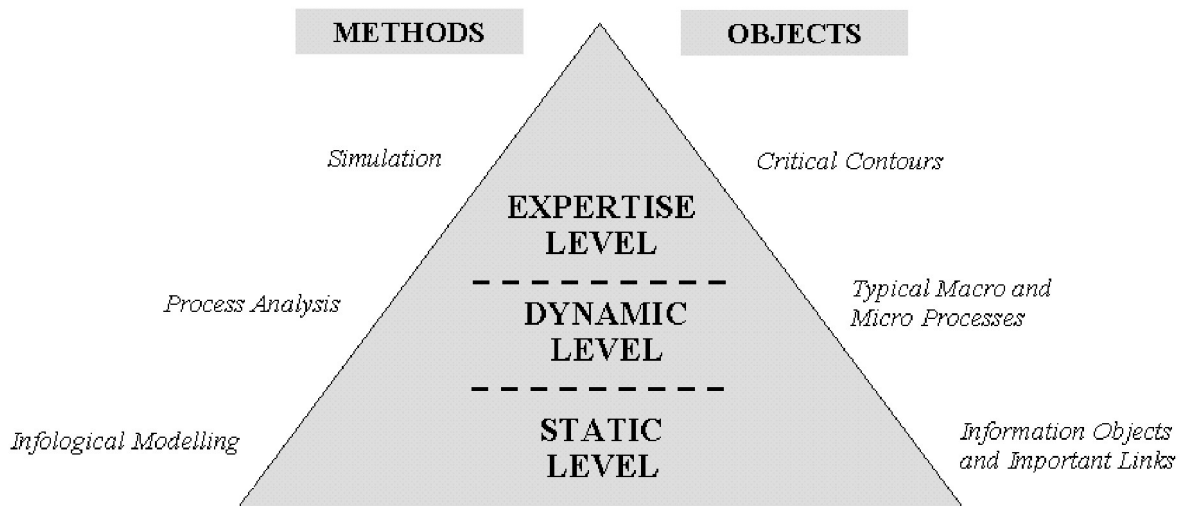 METHODS
OBJECTS
Simulation
Critical Contours
EXPERTISE
LEVEL
Process Analysis
Typical Macro and
Micro Processes
DYNAMIC
LEVEL
Infological Modelling
STATIC
LEVEL
Information Objects
and Important Links